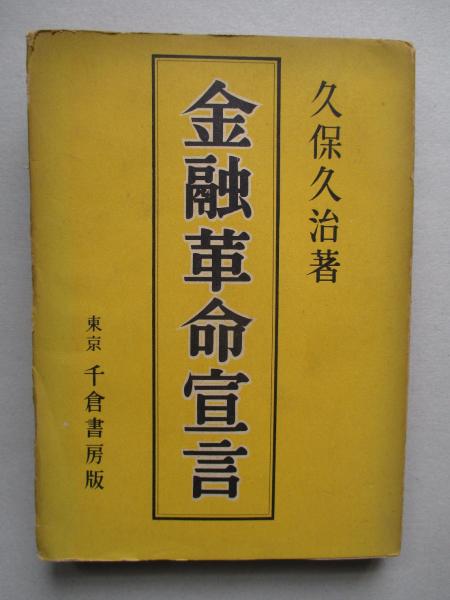 久保久治著
金融革命宣言
東京 千倉書房版